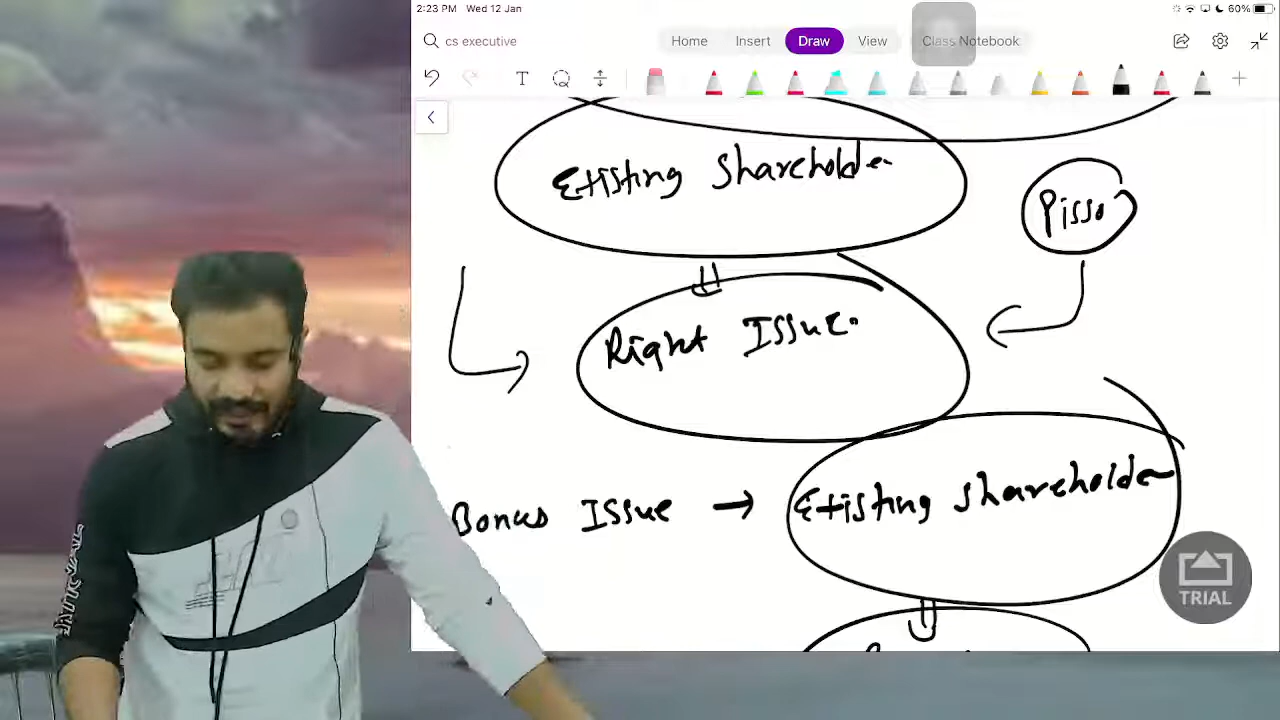 2:23 PM Wed 12 Jan
60%
cs executive
Home Insert Draw View Class Notebook
T
Existing Shareholder
Right Issue
Bonus Issue → Existing shareholder
TRIAL